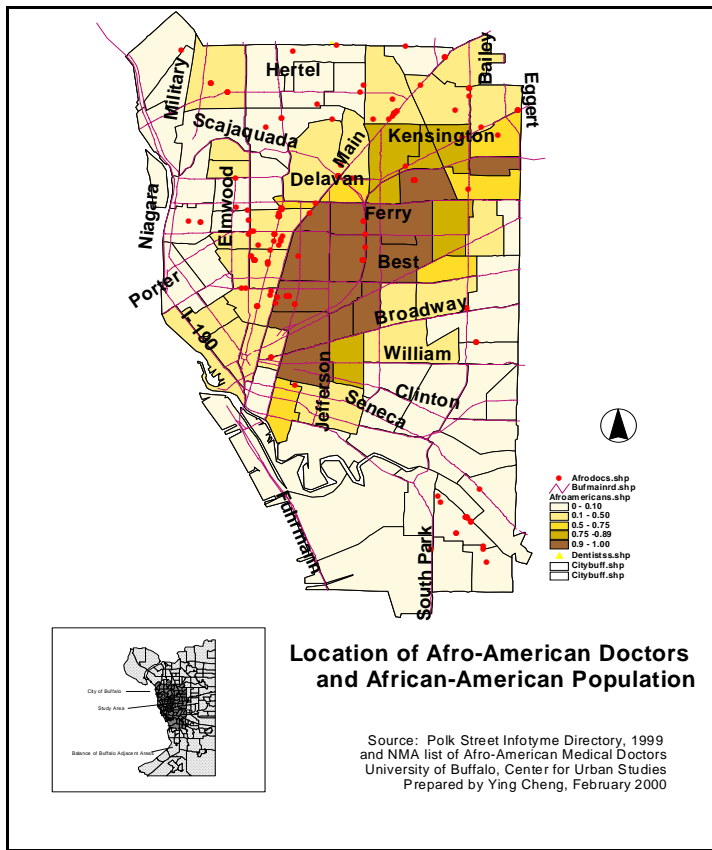 Bailey
Hertel
Military
Eggert
Scajaquada
Main
Kensington
Delavan
Niagara
Elmwood
Ferry
Best
Porter
Broadway
I- 190
William
Jefferson
Clinton
Seneca
Fuhrmann
South Park
Afrodocs.shp
Bufmainrd.shp
Afroamericans.shp
0 - 0.10
0.1 - 0.50
0.5 - 0.75
0.75 -0.89
0.9 - 1.00
Dentistss.shp
Citybuff.shp
Citybuff.shp
City of Buffalo
Study Area
Balance of Buffalo Adjacent Areas
Location of Afro-American Doctors
and African-American Population
Source: Polk Street Infotyme Directory, 1999
and NMA list of Afro-American Medical Doctors
University of Buffalo, Center for Urban Studies
Prepared by Ying Cheng, February 2000